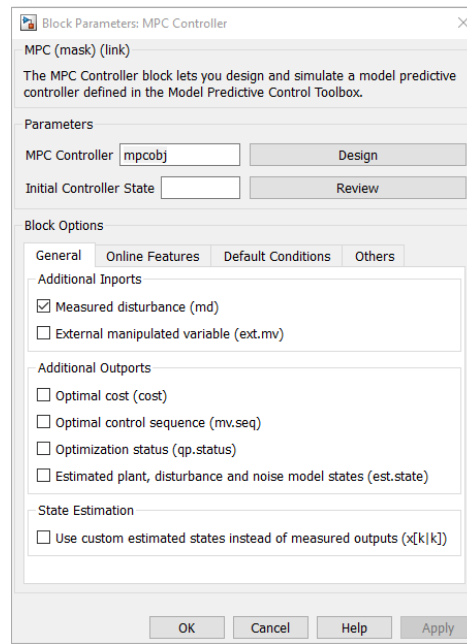 Block Parameters: MPC Controller
MPC (mask) (link)
The MPC Controller block lets you design and simulate a model predictive
controller defined in the Model Predictive Control Toolbox.
Parameters
MPC Controller mpcobj Design
Initial Controller State Review
Block Options
General Online Features Default Conditions Others
Additional Inports
Measured disturbance (md)
External manipulated variable (ext.mv)
Additional Outports
Optimal cost (cost)
Optimal control sequence (mv.seq)
Optimization status (qp.status)
Estimated plant, disturbance and noise model states (est.state)
State Estimation
Use custom estimated states instead of measured outputs (x[k|k])
OK Cancel Help Apply